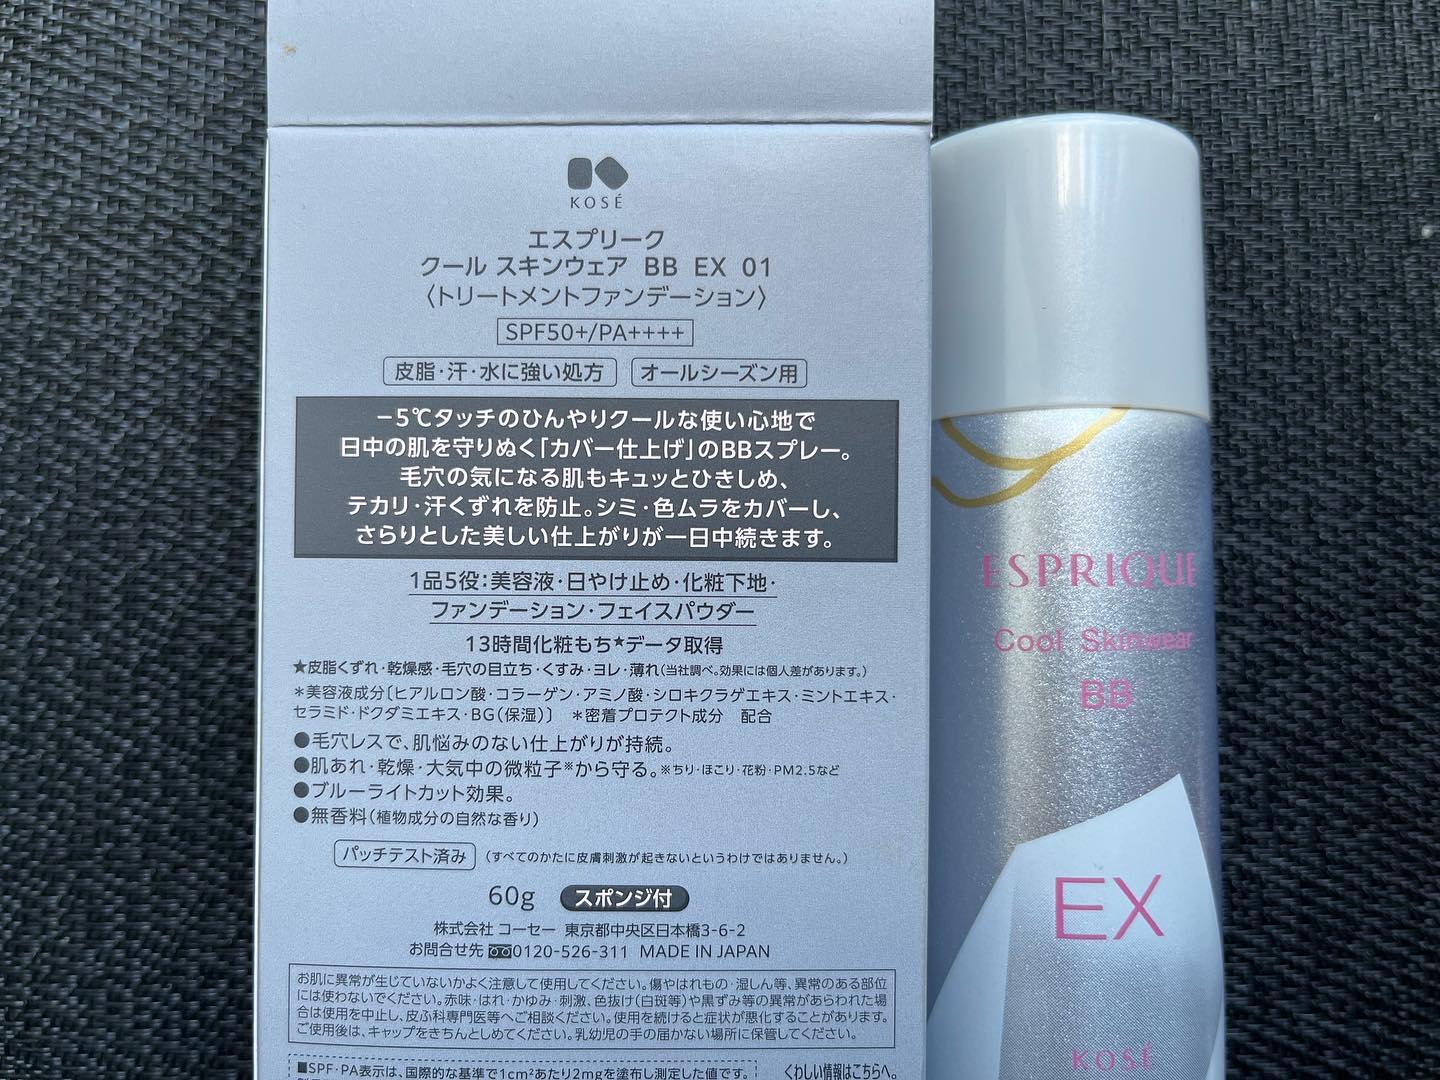 KOSÉ
エスプリーク
クール スキンウェア BB EX 01
〈トリートメントファンデーション〉
SPF50+/PA++++
皮脂・汗・水に強い処方 オールシーズン用
−5℃タッチのひんやりクールな使い心地で
日中の肌を守りぬく「カバー仕上げ」のBBスプレー。
毛穴の気になる肌もキュッとひきしめ、
テカリ・汗くずれを防止。シミ・色ムラをカバーし、
さらりとした美しい仕上がりが一日中続きます。
1品5役:美容液・日やけ止め・化粧下地・
ファンデーション・フェイスパウダー
13時間化粧もち★データ取得
★皮脂くずれ・乾燥感・毛穴の目立ち・くすみ・ヨレ・薄れ(当社調べ。効果には個人差があります。)
＊美容液成分〔ヒアルロン酸・コラーゲン・アミノ酸・シロキクラゲエキス・ミントエキス・
セラミド・ドクダミエキス・BG(保湿)〕 ＊密着プロテクト成分 配合
●毛穴レスで、肌悩みのない仕上がりが持続。
●肌あれ・乾燥・大気中の微粒子※から守る。※ちり・ほこり・花粉・PM2.5など
●ブルーライトカット効果。
●無香料(植物成分の自然な香り)
パッチテスト済み (すべてのかたに皮膚刺激が起きないというわけではありません。)
60g スポンジ付
株式会社 コーセー 東京都中央区日本橋3-6-2
お問合せ先 0120-526-311 MADE IN JAPAN
お肌に異常が生じていないかよく注意して使用してください。傷やはれもの・湿しん等、異常のある部位
には使わないでください。赤味・はれ・かゆみ・刺激、色抜け(白斑等)や黒ずみ等の異常があらわれた場
合は使用を中止し、皮ふ科専門医等へご相談ください。使用を続けると症状が悪化することがあります。
ご使用後は、キャップをきちんとしめてください。乳幼児の手の届かない場所に保管してください。
■SPF・PA表示は、国際的な基準で1cm²あたり2mgを塗布し測定した値です。
くわしい情報はこちらへ。
ESPRIQUE
Cool Skinwear
BB
EX
KOSÉ